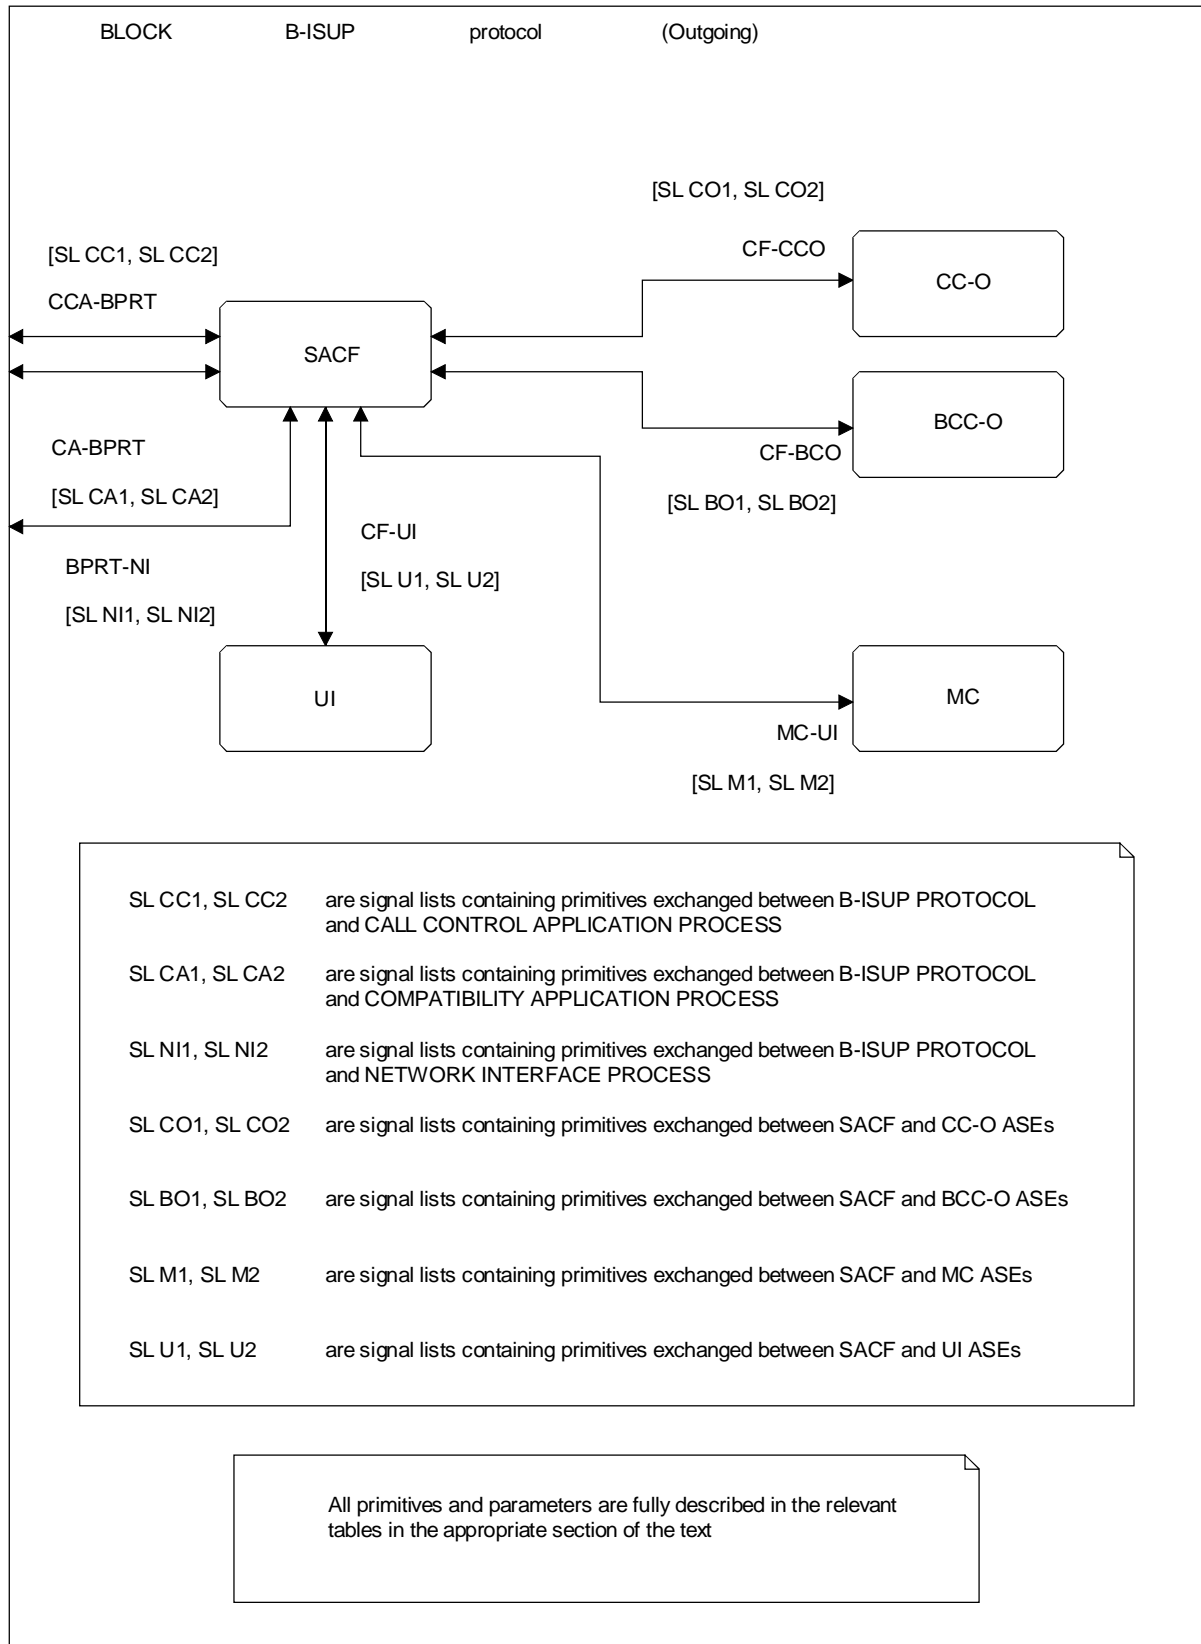 BLOCK B-ISUP protocol (Outgoing)
[SL CO1, SL CO2]
[SL CC1, SL CC2]
CF-CCO
CC-O
CCA-BPRT
SACF
BCC-O
CA-BPRT
CF-BCO
[SL CA1, SL CA2]
[SL BO1, SL BO2]
CF-UI
BPRT-NI
[SL U1, SL U2]
[SL NI1, SL NI2]
UI
MC
MC-UI
[SL M1, SL M2]
SL CC1, SL CC2 are signal lists containing primitives exchanged between B-ISUP PROTOCOL
and CALL CONTROL APPLICATION PROCESS
SL CA1, SL CA2 are signal lists containing primitives exchanged between B-ISUP PROTOCOL
and COMPATIBILITY APPLICATION PROCESS
SL NI1, SL NI2 are signal lists containing primitives exchanged between B-ISUP PROTOCOL
and NETWORK INTERFACE PROCESS
SL CO1, SL CO2 are signal lists containing primitives exchanged between SACF and CC-O ASEs
SL BO1, SL BO2 are signal lists containing primitives exchanged between SACF and BCC-O ASEs
SL M1, SL M2 are signal lists containing primitives exchanged between SACF and MC ASEs
SL U1, SL U2 are signal lists containing primitives exchanged between SACF and UI ASEs
All primitives and parameters are fully described in the relevant
tables in the appropriate section of the text